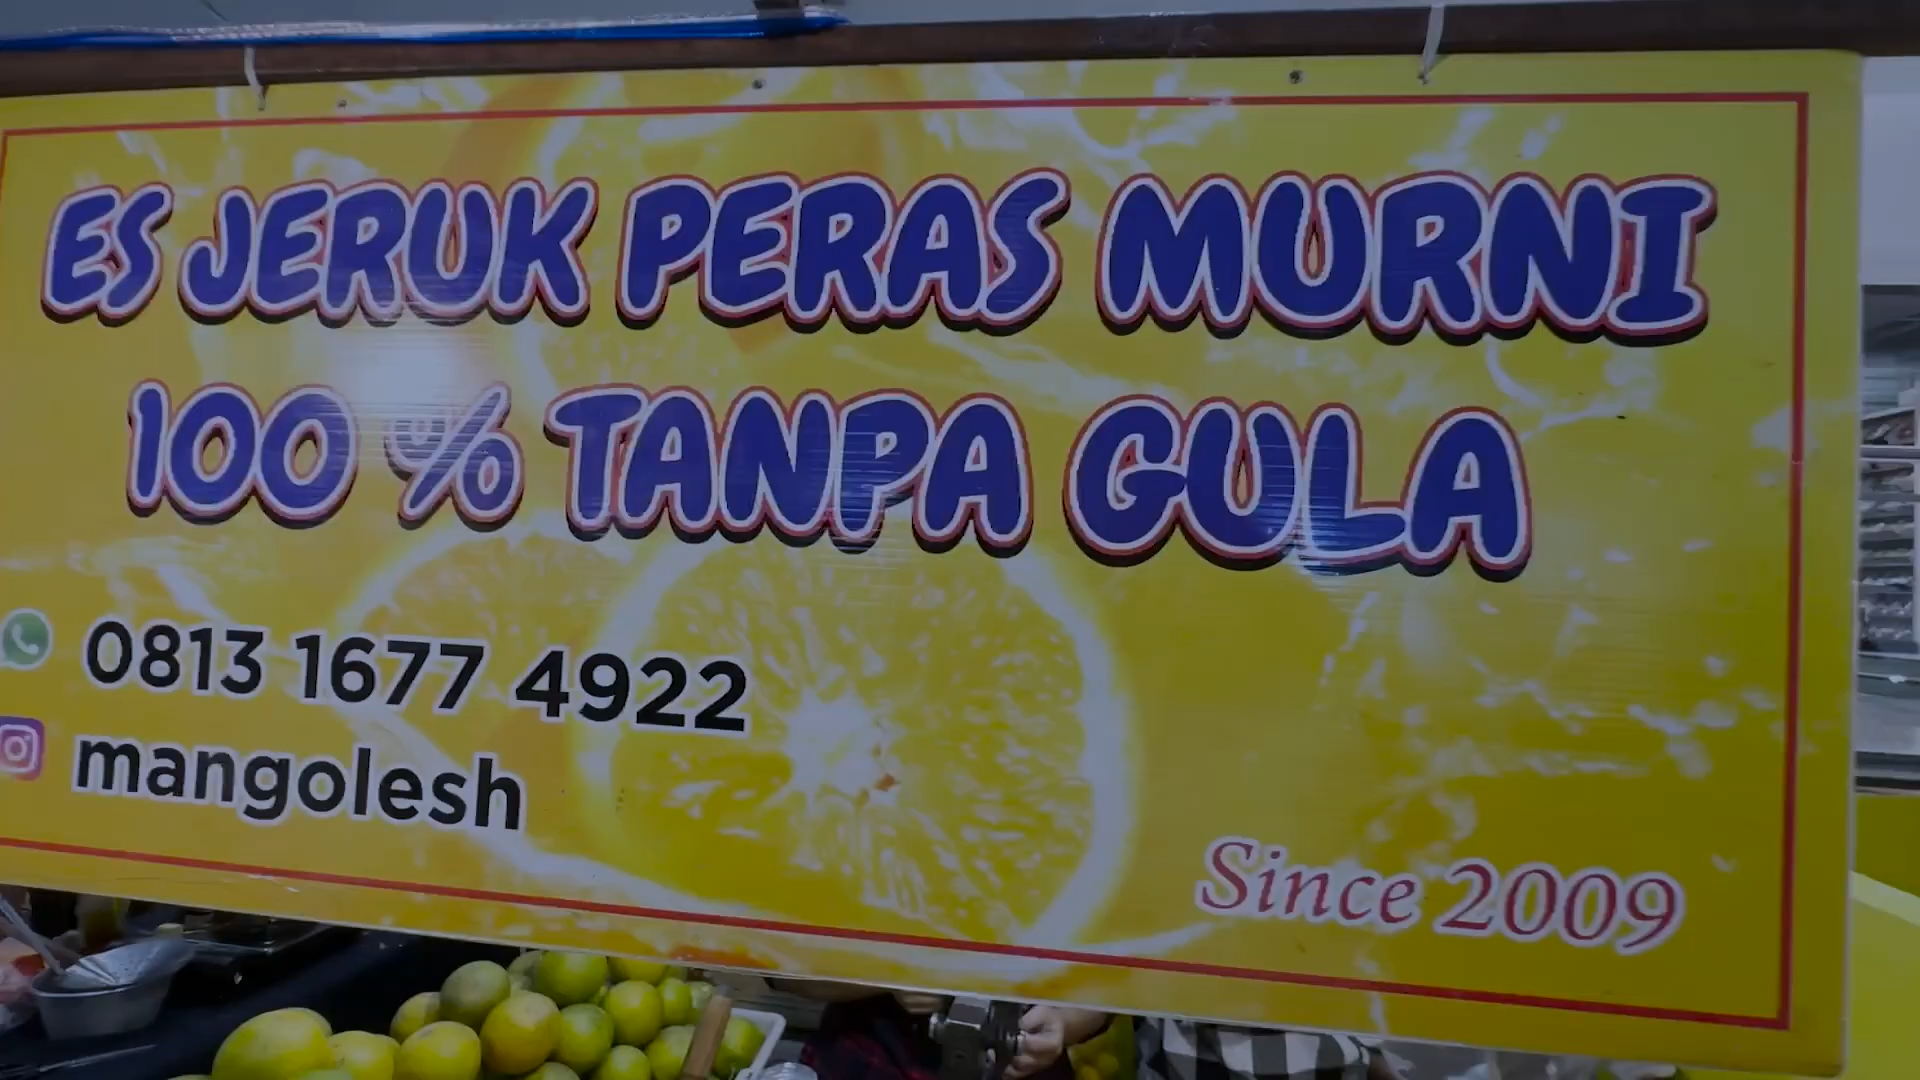 ES JERUK PERAS MURNI
100 % TANPA GULA
0813 1677 4922
mangolesh
Since 2009